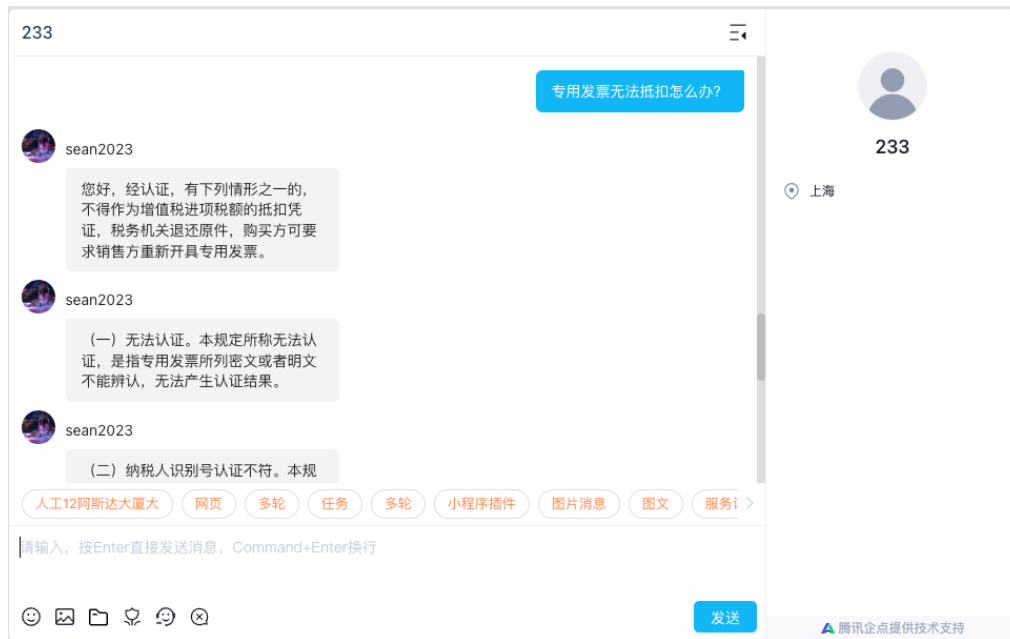 233
专用发票无法抵扣怎么办?
sean2023
您好，经认证，有下列情形之一的，
不得作为增值税进项税额的抵扣凭
证，税务机关退还原件，购买方可要
求销售方重新开具专用发票。
sean2023
（一）无法认证。本规定所称无法认
证，是指专用发票所列密文或者明文
不能辨认，无法产生认证结果。
sean2023
（二）纳税人识别号认证不符。本规
人工12阿斯达大厦大
网页
多轮
任务
多轮
小程序插件
图片消息
图文
服务
请输入，按Enter直接发送消息，Command+Enter换行
发送
233
上海
腾讯企点提供技术支持